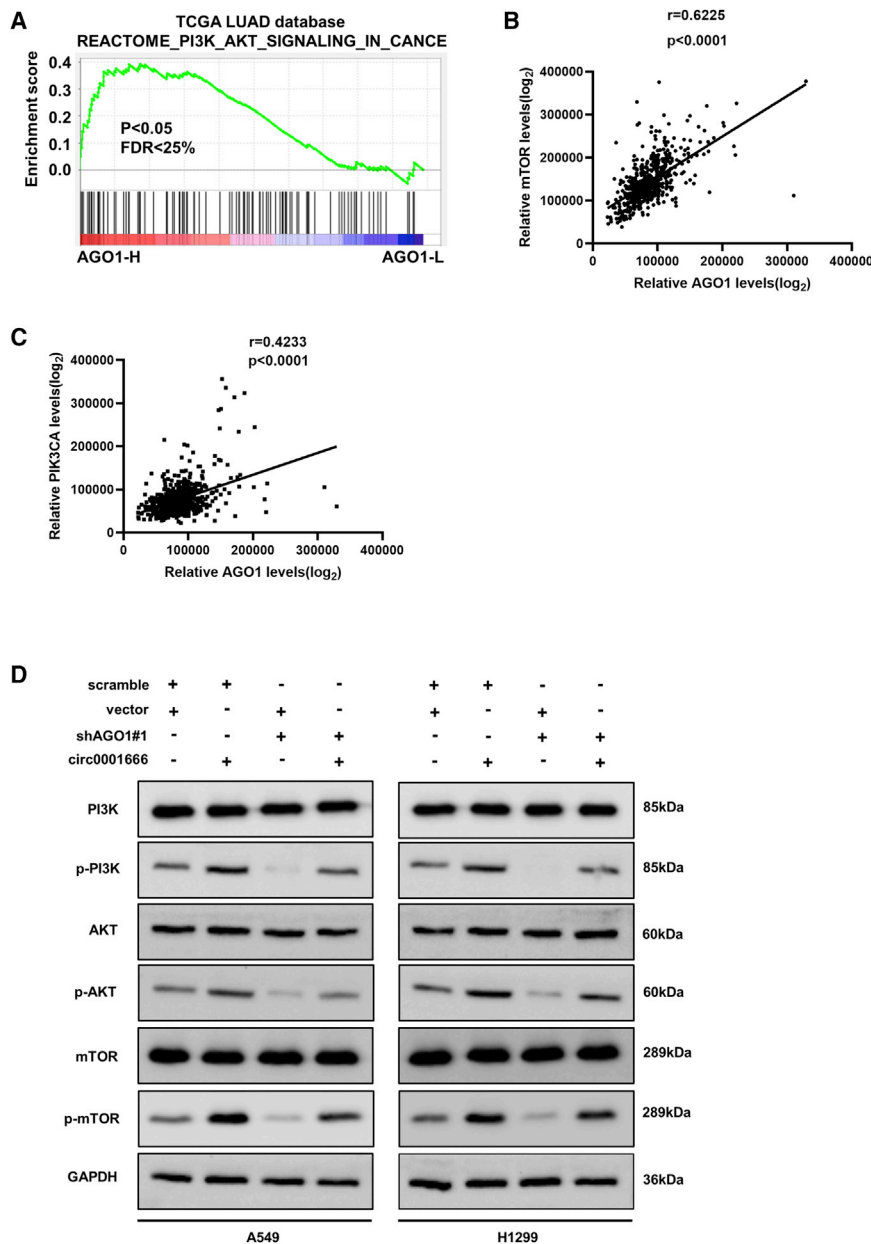 A
TCGA LUAD database
REACTOME_PI3K_AKT_SIGNALING_IN_CANCE
Enrichment score
0.4
0.3
0.2
0.1
0.0
P<0.05
FDR<25%
AGO1-H AGO1-L
B
r=0.6225
p<0.0001
Relative mTOR levels(log2)
400000
300000
200000
100000
0
0 100000 200000 300000 400000
Relative AGO1 levels(log2)
C
r=0.4233
p<0.0001
Relative PIK3CA levels(log2)
400000
300000
200000
100000
0
0 100000 200000 300000 400000
Relative AGO1 levels(log2)
D
scramble + + - - + + - -
vector + - + - + - + -
shAGO1#1 - - + + - - + +
circ0001666 - + - + - + - +
PI3K 85kDa
p-PI3K 85kDa
AKT 60kDa
p-AKT 60kDa
mTOR 289kDa
p-mTOR 289kDa
GAPDH 36kDa
A549 H1299